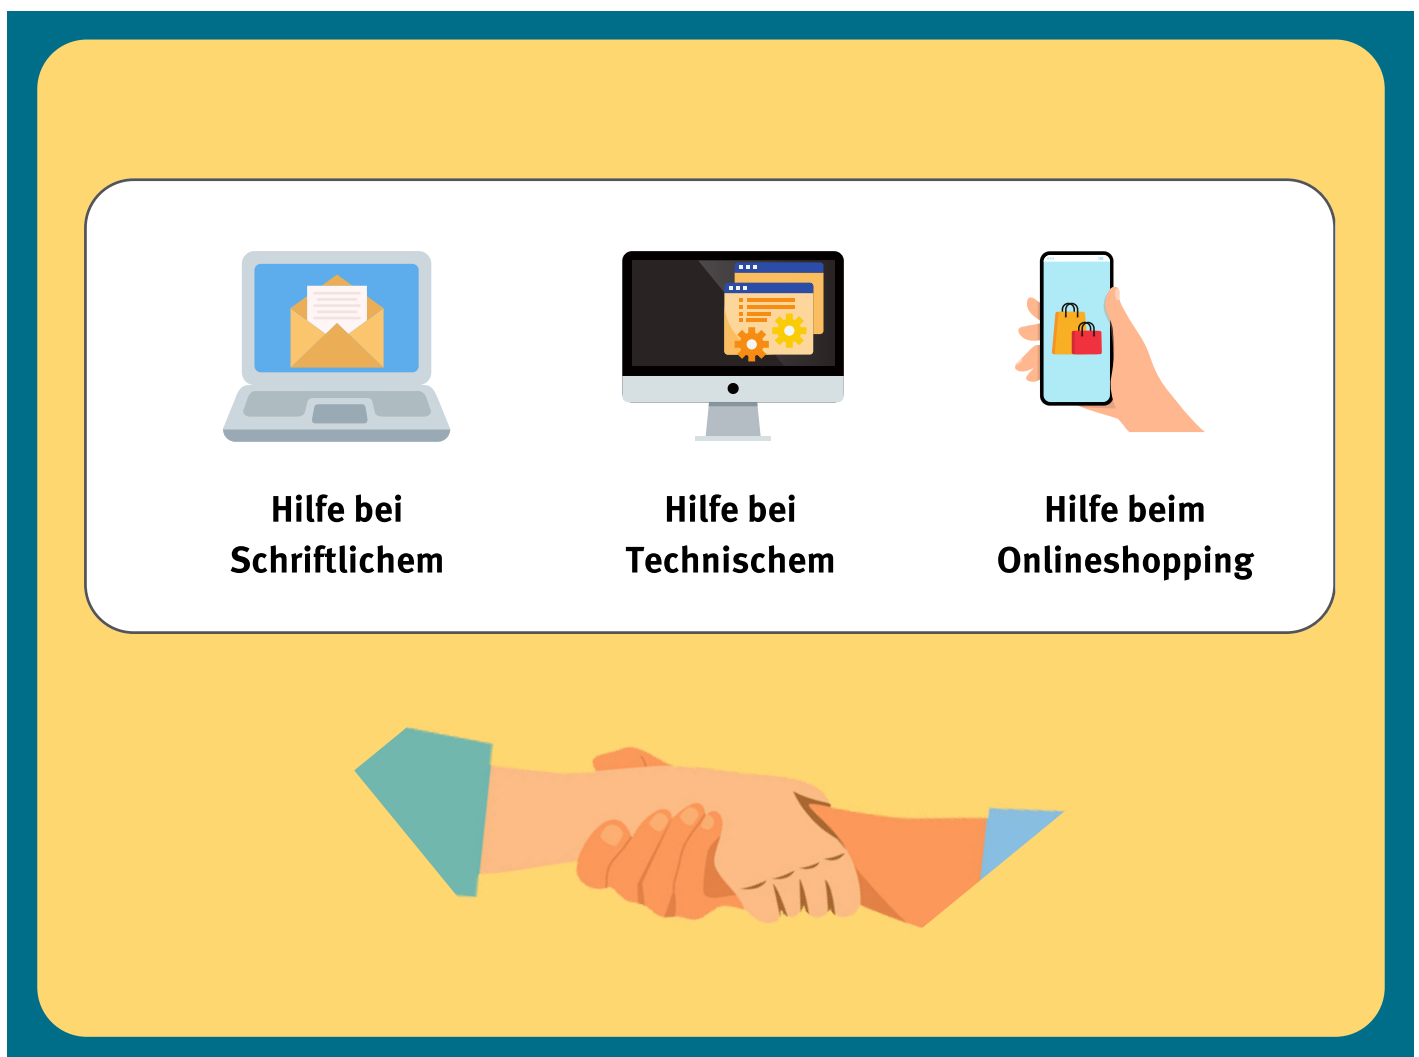 Hilfe bei
Schriftlichem
Hilfe bei
Technischem
Hilfe beim
Onlineshopping